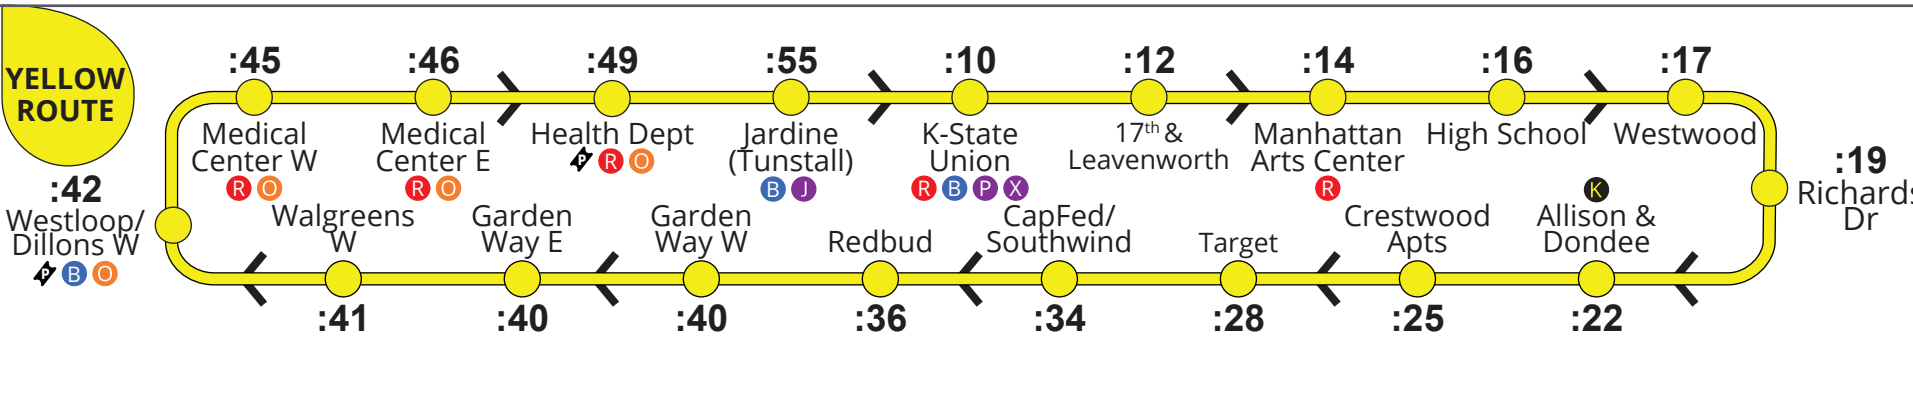 YELLOW
ROUTE
:45
:46
:49
:55
:10
:12
:14
:16
:17
Medical
Center W
R O
Medical
Center E
R O
Health Dept
P R O
Jardine
(Tunstall)
B J
K-State
Union
R B P X
17th &
Leavenworth
Manhattan
Arts Center
R
High School
Westwood
:19
Richards
Dr
:42
Westloop/
Dillons W
P B O
Walgreens
W
Garden
Way E
Garden
Way W
Redbud
CapFed/
Southwind
Target
Crestwood
Apts
K
Allison &
Dondee
:41
:40
:40
:36
:34
:28
:25
:22